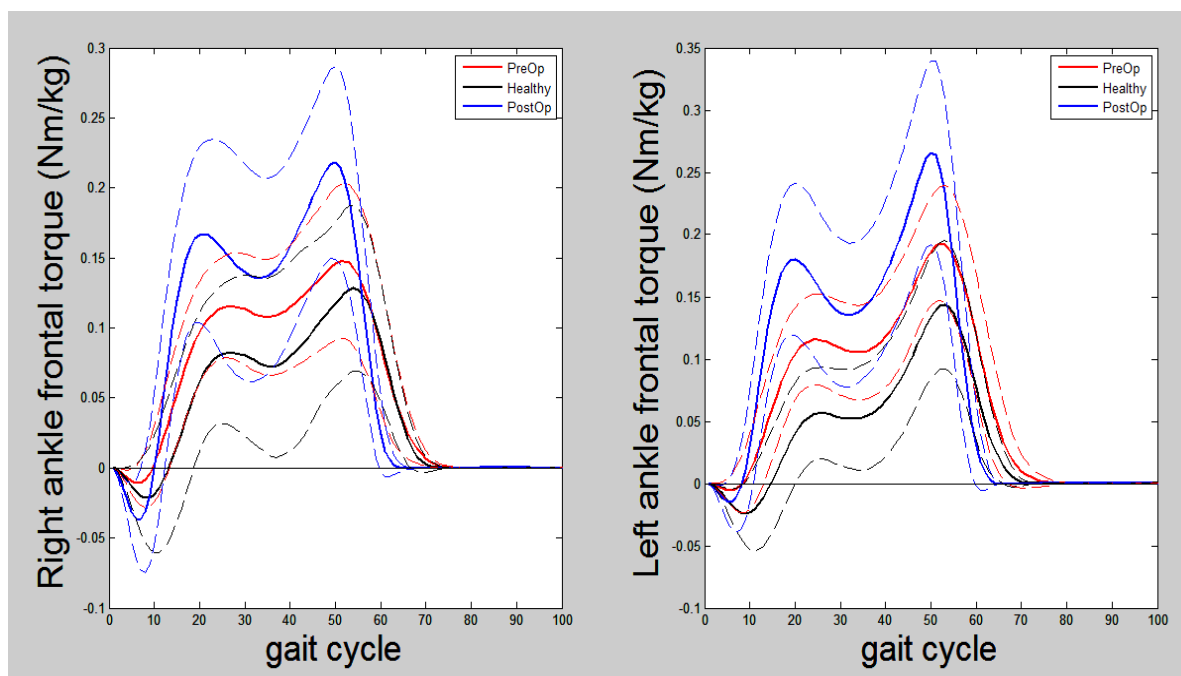 Right ankle frontal torque (Nm/kg)
0.3
0.25
0.2
0.15
0.1
0.05
0
-0.05
-0.1
0 10 20 30 40 50 60 70 80 90 100
gait cycle
PreOp
Healthy
PostOp
Left ankle frontal torque (Nm/kg)
0.35
0.3
0.25
0.2
0.15
0.1
0.05
0
-0.05
-0.1
0 10 20 30 40 50 60 70 80 90 100
gait cycle
PreOp
Healthy
PostOp